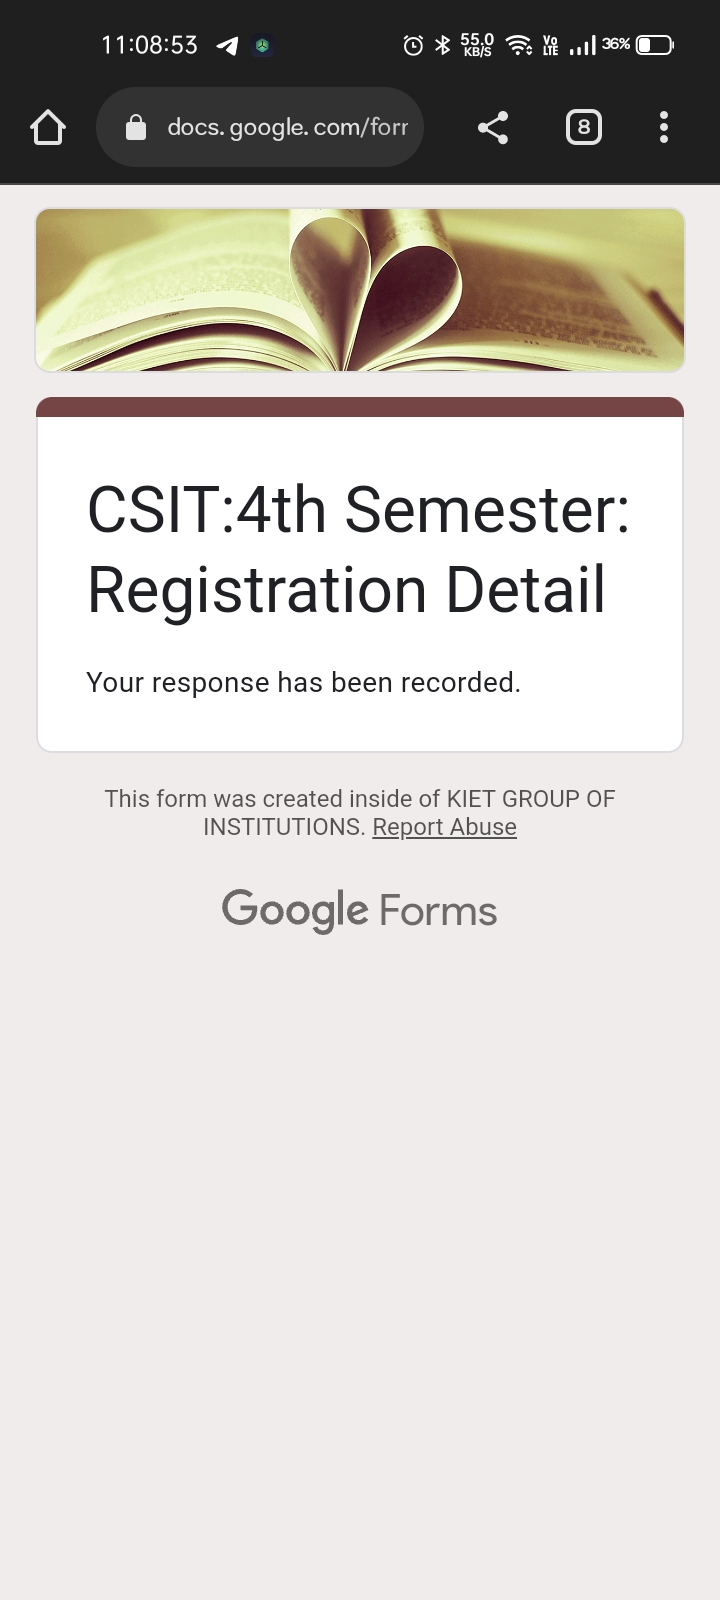 11:08:53 55.0 KB/S Vo LTE 36%
docs.google.com/forr 8
CSIT:4th Semester:
Registration Detail
Your response has been recorded.
This form was created inside of KIET GROUP OF
INSTITUTIONS. Report Abuse
Google Forms